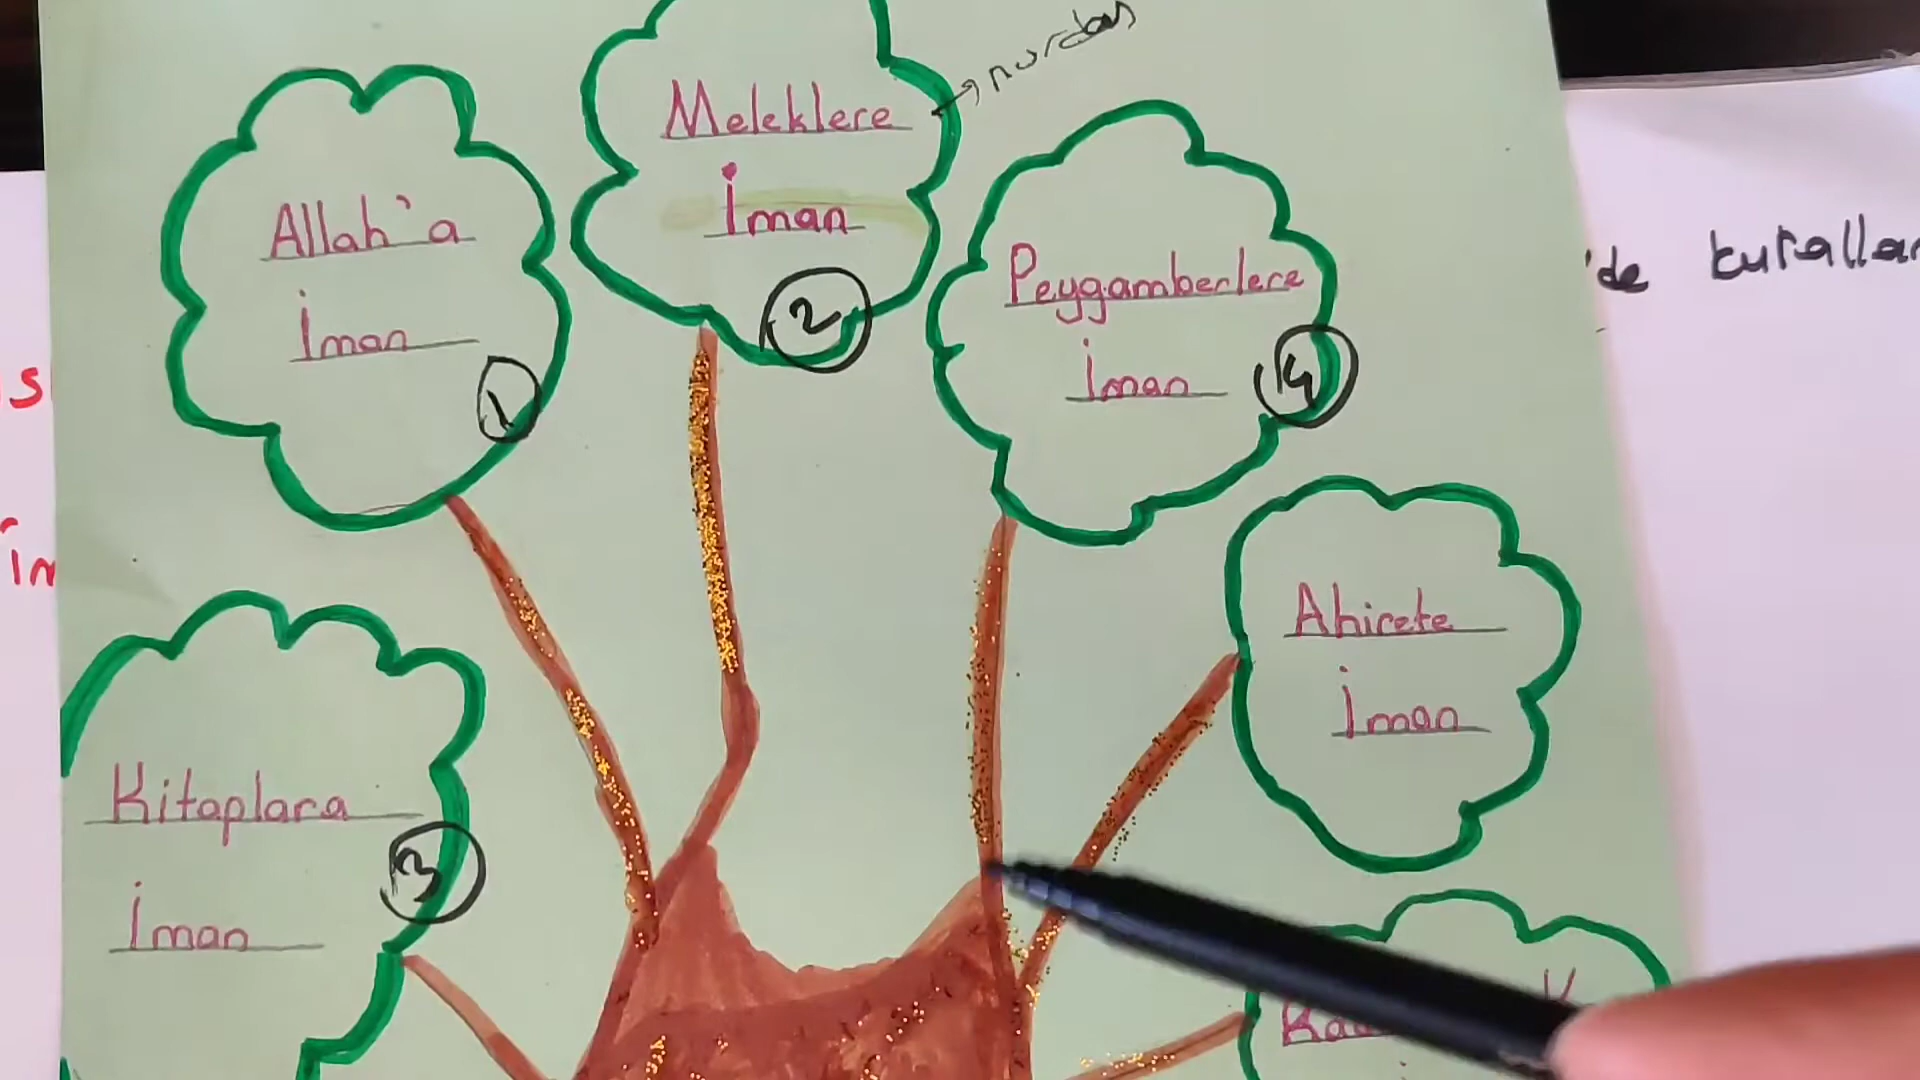 Meleklere
İman
2
nurdan
Allah'a
İman
1
Peygamberlere
İman
4
'de kurallar
Ahirete
İman
Kitaplara
İman
3